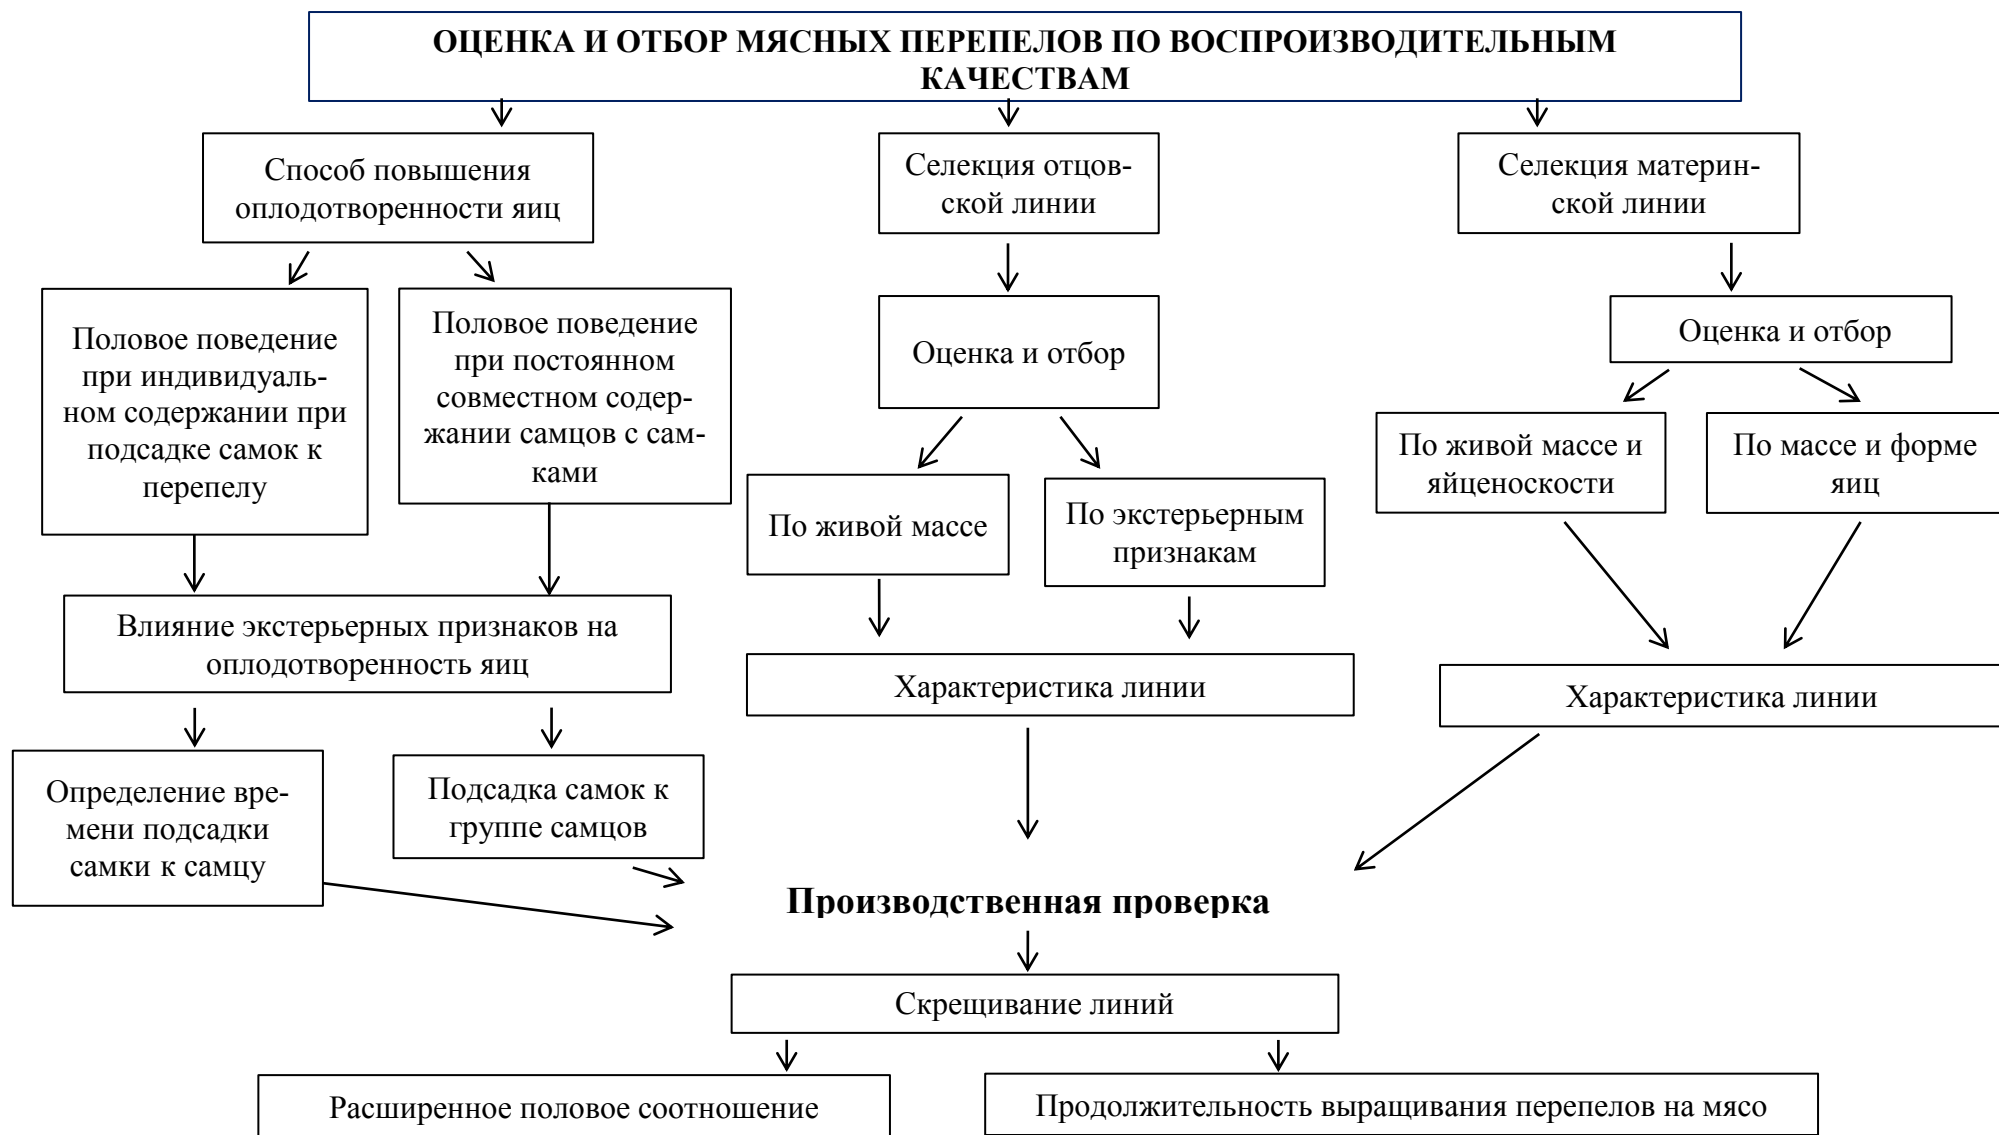 ОЦЕНКА И ОТБОР МЯСНЫХ ПЕРЕПЕЛОВ ПО ВОСПРОИЗВОДИТЕЛЬНЫМ
КАЧЕСТВАМ
Способ повышения
оплодотворенности яиц
Селекция отцов-
ской линии
Селекция материн-
ской линии
Половое поведение
при индивидуаль-
ном содержании при
подсадке самок к
перепелу
Половое поведение
при постоянном
совместном содер-
жании самцов с сам-
ками
Оценка и отбор
Оценка и отбор
По живой массе
По экстерьерным
признакам
По живой массе и
яйценоскости
По массе и форме
яиц
Влияние экстерьерных признаков на
оплодотворенность яиц
Характеристика линии
Характеристика линии
Определение вре-
мени подсадки
самки к самцу
Подсадка самок к
группе самцов
Производственная проверка
Скрещивание линий
Расширенное половое соотношение
Продолжительность выращивания перепелов на мясо